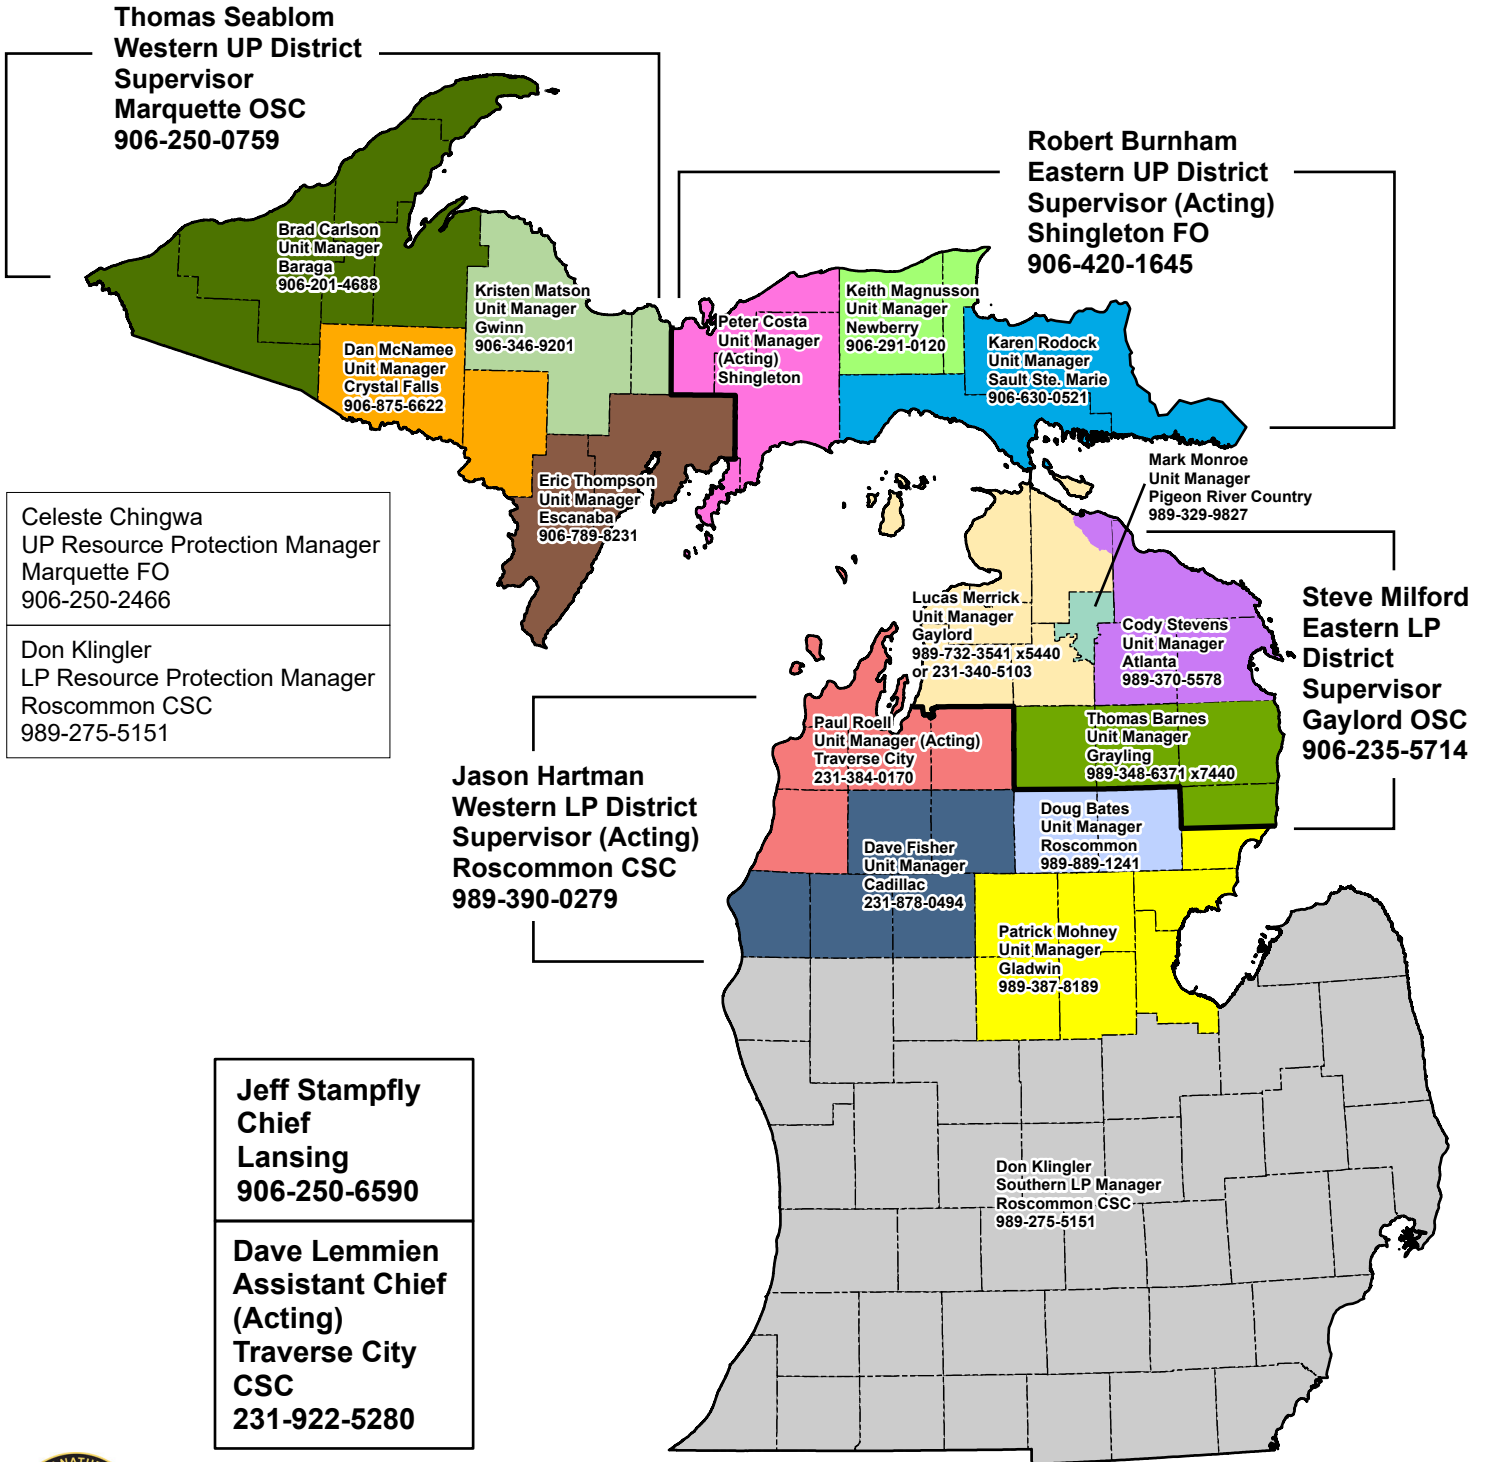 Thomas Seablom
Western UP District
Supervisor
Marquette OSC
906-250-0759
Robert Burnham
Eastern UP District
Supervisor (Acting)
Shingleton FO
906-420-1645
Brad Carlson
Unit Manager
Baraga
906-201-4688
Kristen Matson
Unit Manager
Gwinn
906-346-9201
Dan McNamee
Unit Manager
Crystal Falls
906-875-6622
Peter Costa
Unit Manager
(Acting)
Shingleton
Keith Magnusson
Unit Manager
Newberry
906-291-0120
Karen Rodock
Unit Manager
Sault Ste. Marie
906-630-0521
Eric Thompson
Unit Manager
Escanaba
906-789-8231
Mark Monroe
Unit Manager
Pigeon River Country
989-329-9827
Celeste Chingwa
UP Resource Protection Manager
Marquette FO
906-250-2466
Don Klingler
LP Resource Protection Manager
Roscommon CSC
989-275-5151
Lucas Merrick
Unit Manager
Gaylord
989-732-3541 x5440
or 231-340-5103
Cody Stevens
Unit Manager
Atlanta
989-370-5578
Steve Milford
Eastern LP
District
Supervisor
Gaylord OSC
906-235-5714
Paul Roell
Unit Manager (Acting)
Traverse City
231-384-0170
Thomas Barnes
Unit Manager
Grayling
989-348-6371 x7440
Jason Hartman
Western LP District
Supervisor (Acting)
Roscommon CSC
989-390-0279
Dave Fisher
Unit Manager
Cadillac
231-878-0494
Doug Bates
Unit Manager
Roscommon
989-889-1241
Patrick Mohney
Unit Manager
Gladwin
989-387-8189
Jeff Stampfly
Chief
Lansing
906-250-6590
Dave Lemmien
Assistant Chief
(Acting)
Traverse City
CSC
231-922-5280
Don Klingler
Southern LP Manager
Roscommon CSC
989-275-5151